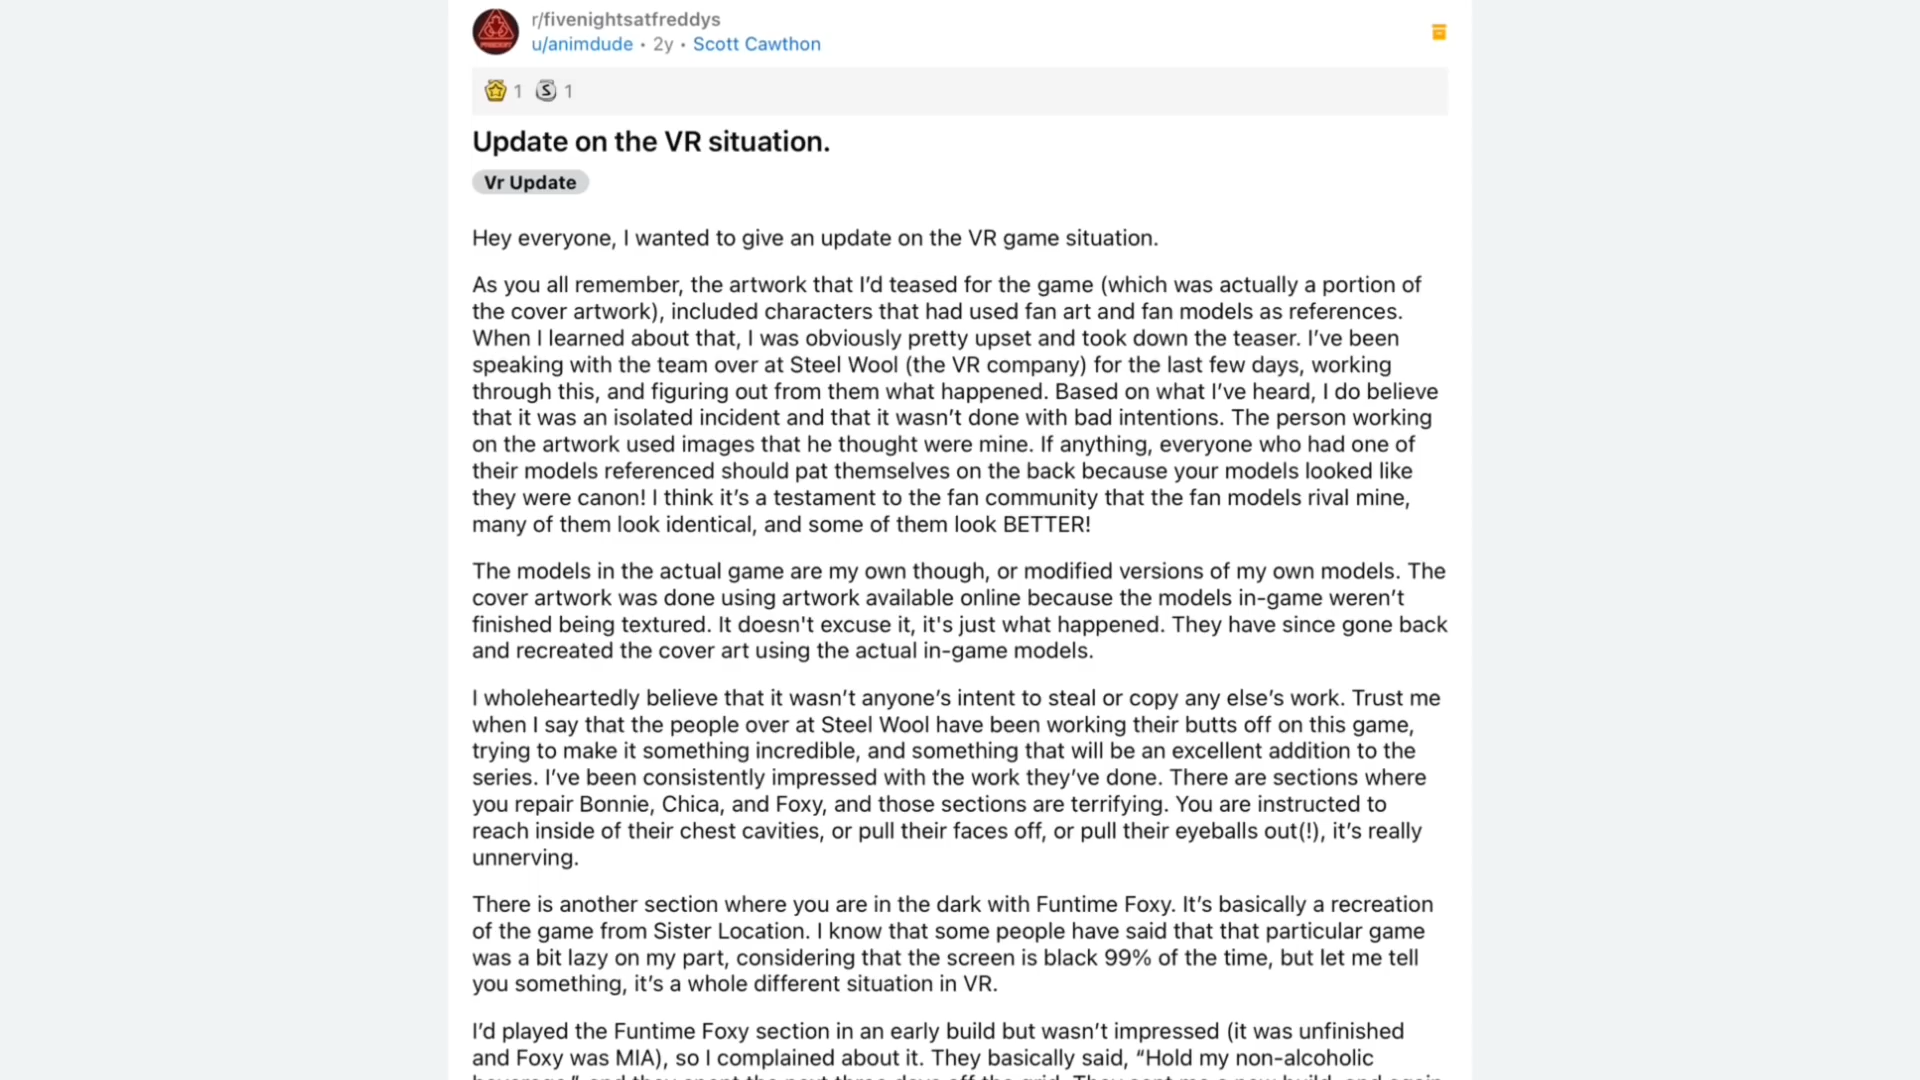 r/fivenightsatfreddys
u/animdude • 2y • Scott Cawthon
1 S 1
Update on the VR situation.
Vr Update
Hey everyone, I wanted to give an update on the VR game situation.
As you all remember, the artwork that I’d teased for the game (which was actually a portion of
the cover artwork), included characters that had used fan art and fan models as references.
When I learned about that, I was obviously pretty upset and took down the teaser. I’ve been
speaking with the team over at Steel Wool (the VR company) for the last few days, working
through this, and figuring out from them what happened. Based on what I’ve heard, I do believe
that it was an isolated incident and that it wasn’t done with bad intentions. The person working
on the artwork used images that he thought were mine. If anything, everyone who had one of
their models referenced should pat themselves on the back because your models looked like
they were canon! I think it’s a testament to the fan community that the fan models rival mine,
many of them look identical, and some of them look BETTER!
The models in the actual game are my own though, or modified versions of my own models. The
cover artwork was done using artwork available online because the models in-game weren’t
finished being textured. It doesn't excuse it, it's just what happened. They have since gone back
and recreated the cover art using the actual in-game models.
I wholeheartedly believe that it wasn’t anyone’s intent to steal or copy any else’s work. Trust me
when I say that the people over at Steel Wool have been working their butts off on this game,
trying to make it something incredible, and something that will be an excellent addition to the
series. I’ve been consistently impressed with the work they’ve done. There are sections where
you repair Bonnie, Chica, and Foxy, and those sections are terrifying. You are instructed to
reach inside of their chest cavities, or pull their faces off, or pull their eyeballs out(!), it’s really
unnerving.
There is another section where you are in the dark with Funtime Foxy. It’s basically a recreation
of the game from Sister Location. I know that some people have said that that particular game
was a bit lazy on my part, considering that the screen is black 99% of the time, but let me tell
you something, it’s a whole different situation in VR.
I’d played the Funtime Foxy section in an early build but wasn’t impressed (it was unfinished
and Foxy was MIA), so I complained about it. They basically said, “Hold my non-alcoholic